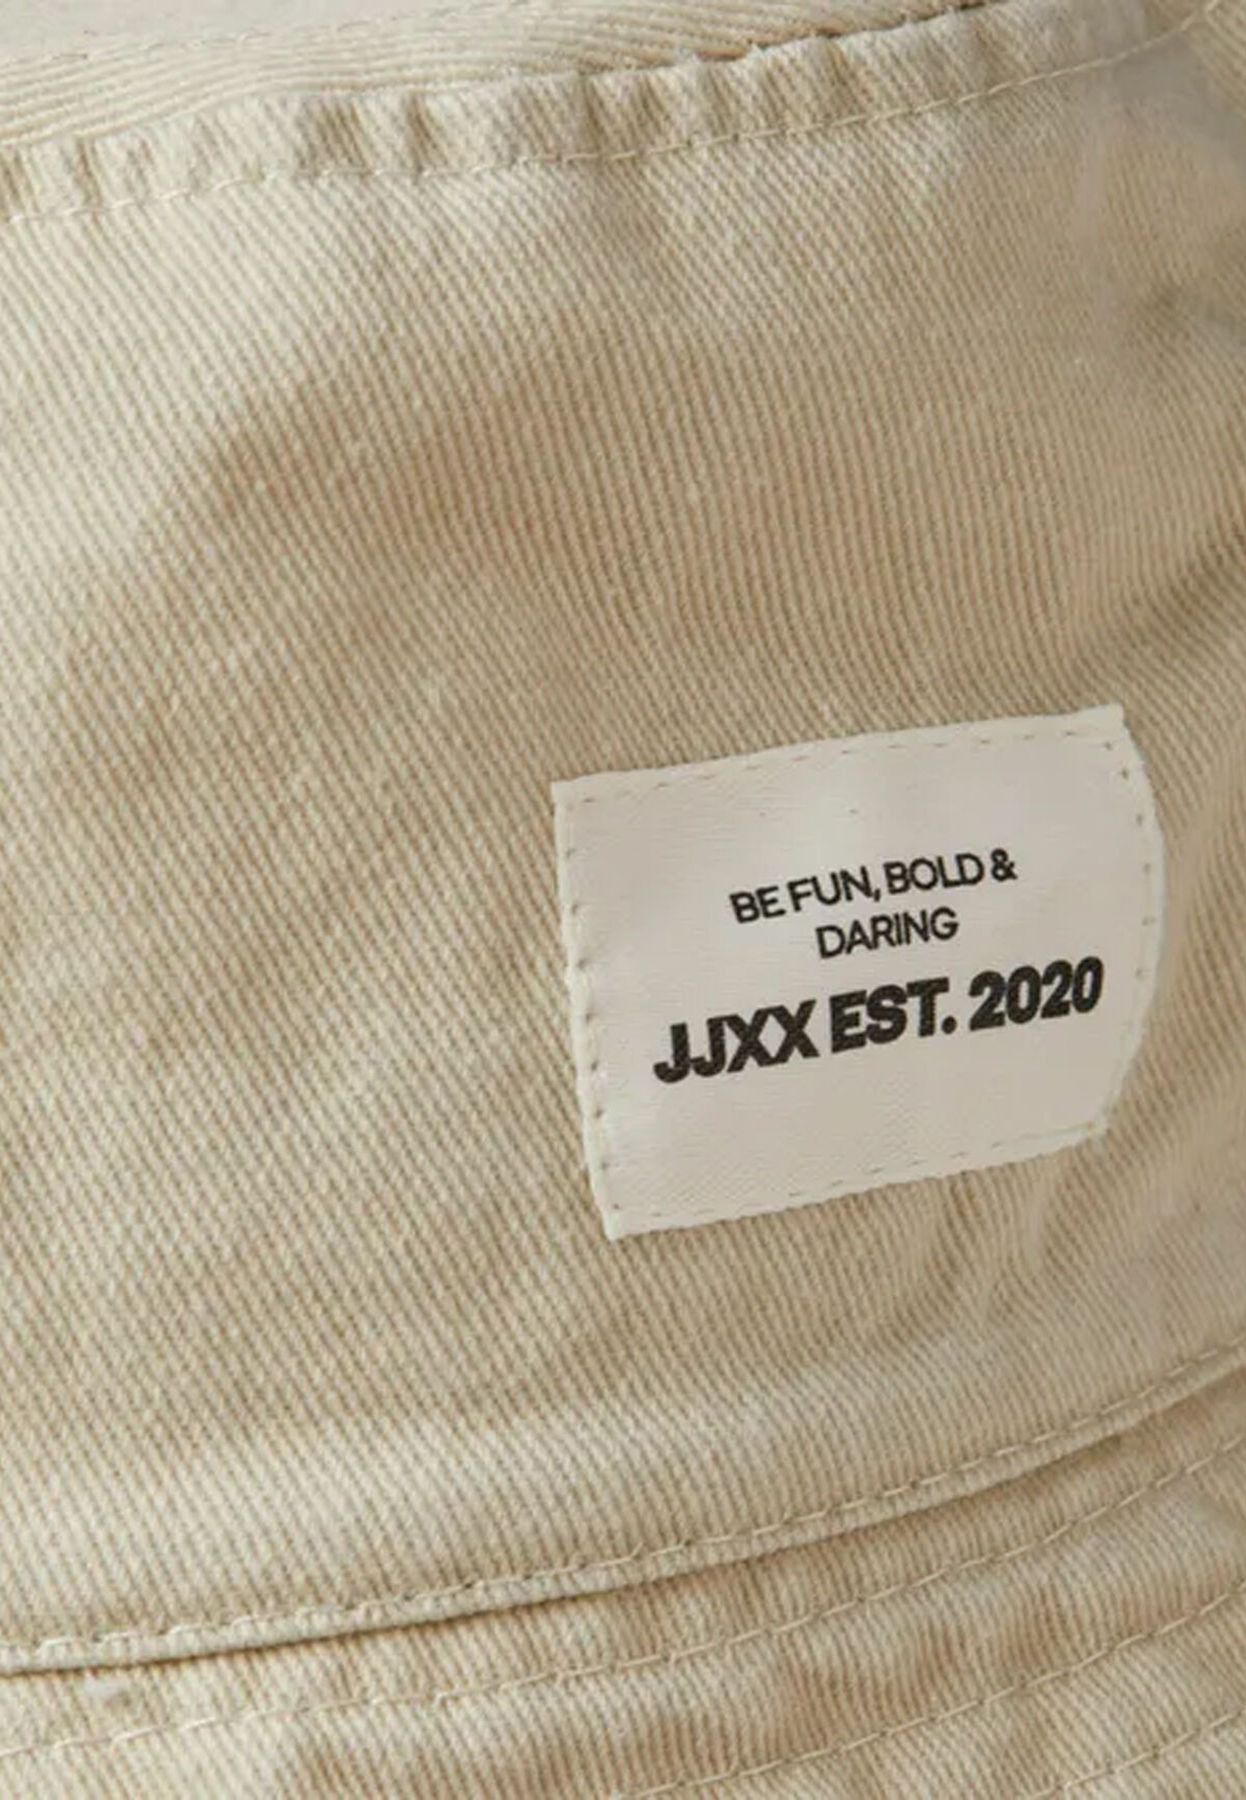 BE FUN, BOLD &
DARING
JJXX EST. 2020